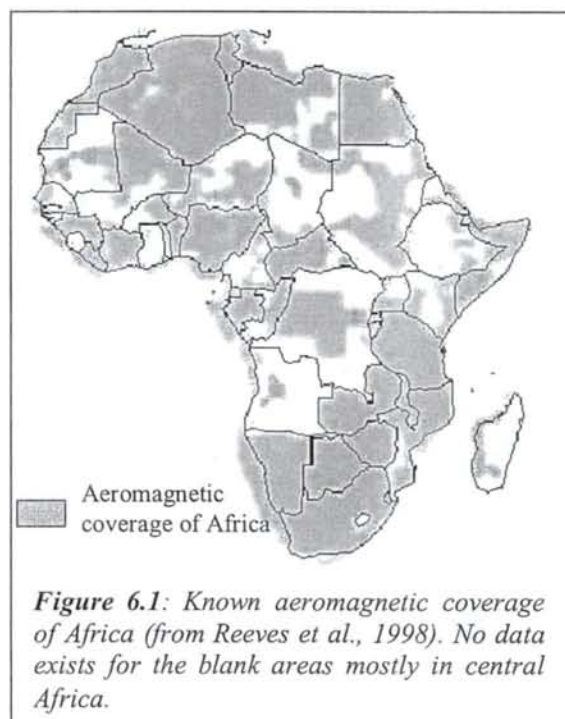 Aeromagnetic
coverage of Africa
Figure 6.1: Known aeromagnetic coverage
of Africa (from Reeves et al., 1998). No data
exists for the blank areas mostly in central
Africa.